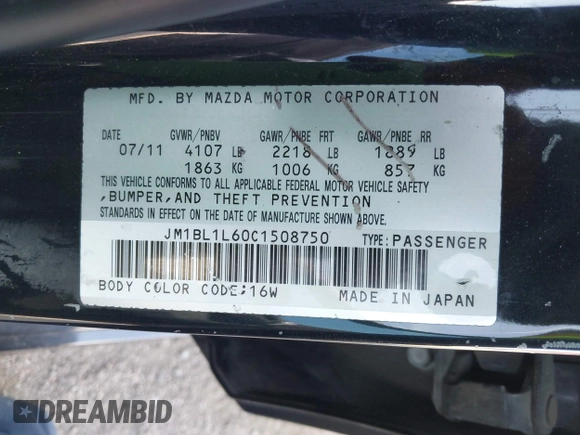 MFD. BY MAZDA MOTOR CORPORATION
DATE GVWR/PNBV GAWR/PNBE FRT GAWR/PNBE RR
07/11 4107 LB 2218 LB 1889 LB
1863 KG 1006 KG 857 KG
THIS VEHICLE CONFORMS TO ALL APPLICABLE FEDERAL MOTOR VEHICLE SAFETY
,BUMPER,AND THEFT PREVENTION
STANDARDS IN EFFECT ON THE DATE OF MANUFACTURE SHOWN ABOVE.
JM1BL1L60C1508750 TYPE:PASSENGER
BODY COLOR CODE:16W MADE IN JAPAN
DREAMBID